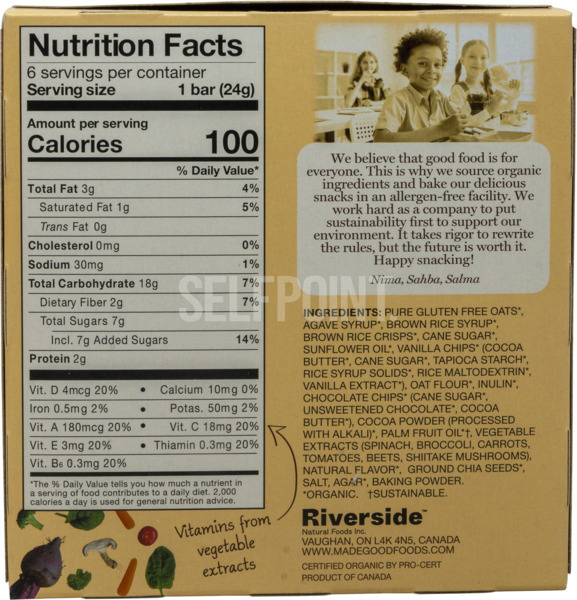 Nutrition Facts
6 servings per container
Serving size 1 bar (24g)
Amount per serving
Calories 100
% Daily Value*
Total Fat 3g 4%
Saturated Fat 1g 5%
Trans Fat 0g
Cholesterol 0mg 0%
Sodium 30mg 1%
Total Carbohydrate 18g 7%
Dietary Fiber 2g 7%
Total Sugars 7g
Incl. 7g Added Sugars 14%
Protein 2g
Vit. D 4mcg 20% • Calcium 10mg 0%
Iron 0.5mg 2% • Potas. 50mg 2%
Vit. A 180mcg 20% • Vit. C 18mg 20%
Vit. E 3mg 20% • Thiamin 0.3mg 20%
Vit. B6 0.3mg 20%
*The % Daily Value tells you how much a nutrient in
a serving of food contributes to a daily diet. 2,000
calories a day is used for general nutrition advice.
Vitamins from
vegetable
extracts
We believe that good food is for
everyone. This is why we source organic
ingredients and bake our delicious
snacks in an allergen-free facility. We
work hard as a company to put
sustainability first to support our
environment. It takes rigor to rewrite
the rules, but the future is worth it.
Happy snacking!
Nima, Sahba, Salma
SELFPOINT
INGREDIENTS: PURE GLUTEN FREE OATS*,
AGAVE SYRUP*, BROWN RICE SYRUP*,
BROWN RICE CRISPS*, CANE SUGAR*,
SUNFLOWER OIL*, VANILLA CHIPS* (COCOA
BUTTER*, CANE SUGAR*, TAPIOCA STARCH*,
RICE SYRUP SOLIDS*, RICE MALTODEXTRIN*,
VANILLA EXTRACT*), OAT FLOUR*, INULIN*,
CHOCOLATE CHIPS* (CANE SUGAR*,
UNSWEETENED CHOCOLATE*, COCOA
BUTTER*), COCOA POWDER (PROCESSED
WITH ALKALI)*, PALM FRUIT OIL*†, VEGETABLE
EXTRACTS (SPINACH, BROCCOLI, CARROTS,
TOMATOES, BEETS, SHIITAKE MUSHROOMS),
NATURAL FLAVOR*, GROUND CHIA SEEDS*,
SALT, AGAR*, BAKING POWDER.
*ORGANIC. †SUSTAINABLE.
Riverside™
Natural Foods Inc.
VAUGHAN, ON L4K 4N5, CANADA
WWW.MADEGOODFOODS.COM
CERTIFIED ORGANIC BY PRO-CERT
PRODUCT OF CANADA